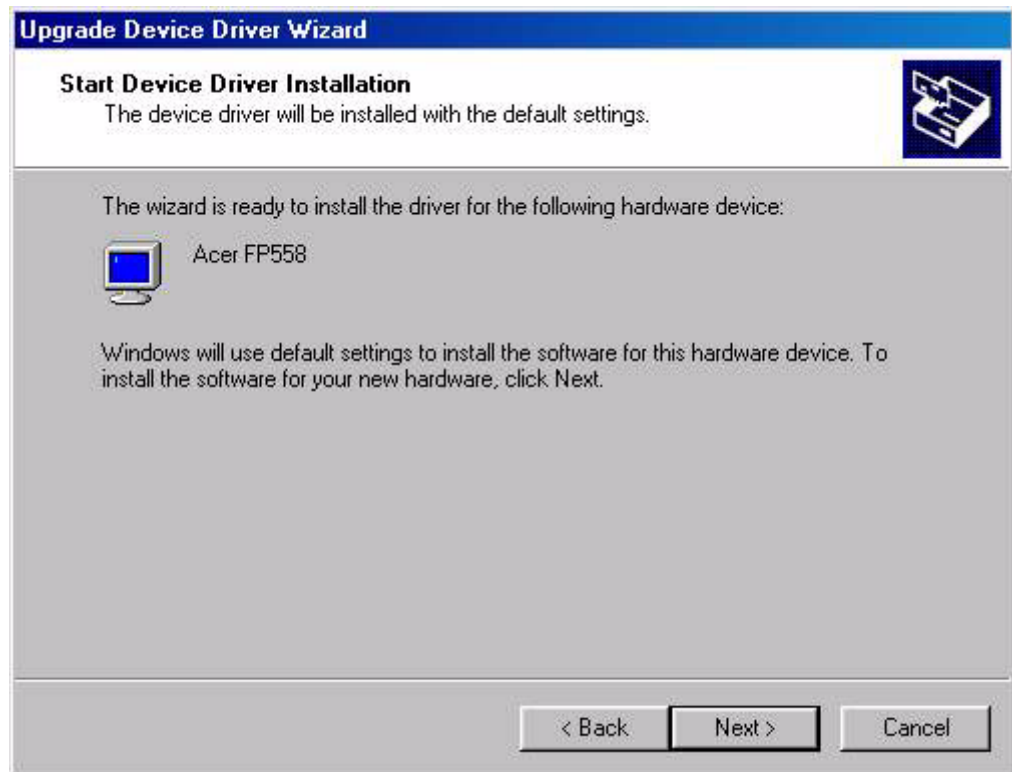 Upgrade Device Driver Wizard
Start Device Driver Installation
The device driver will be installed with the default settings.
The wizard is ready to install the driver for the following hardware device:
Acer FP558
Windows will use default settings to install the software for this hardware device. To
install the software for your new hardware, click Next.
< Back
Next >
Cancel